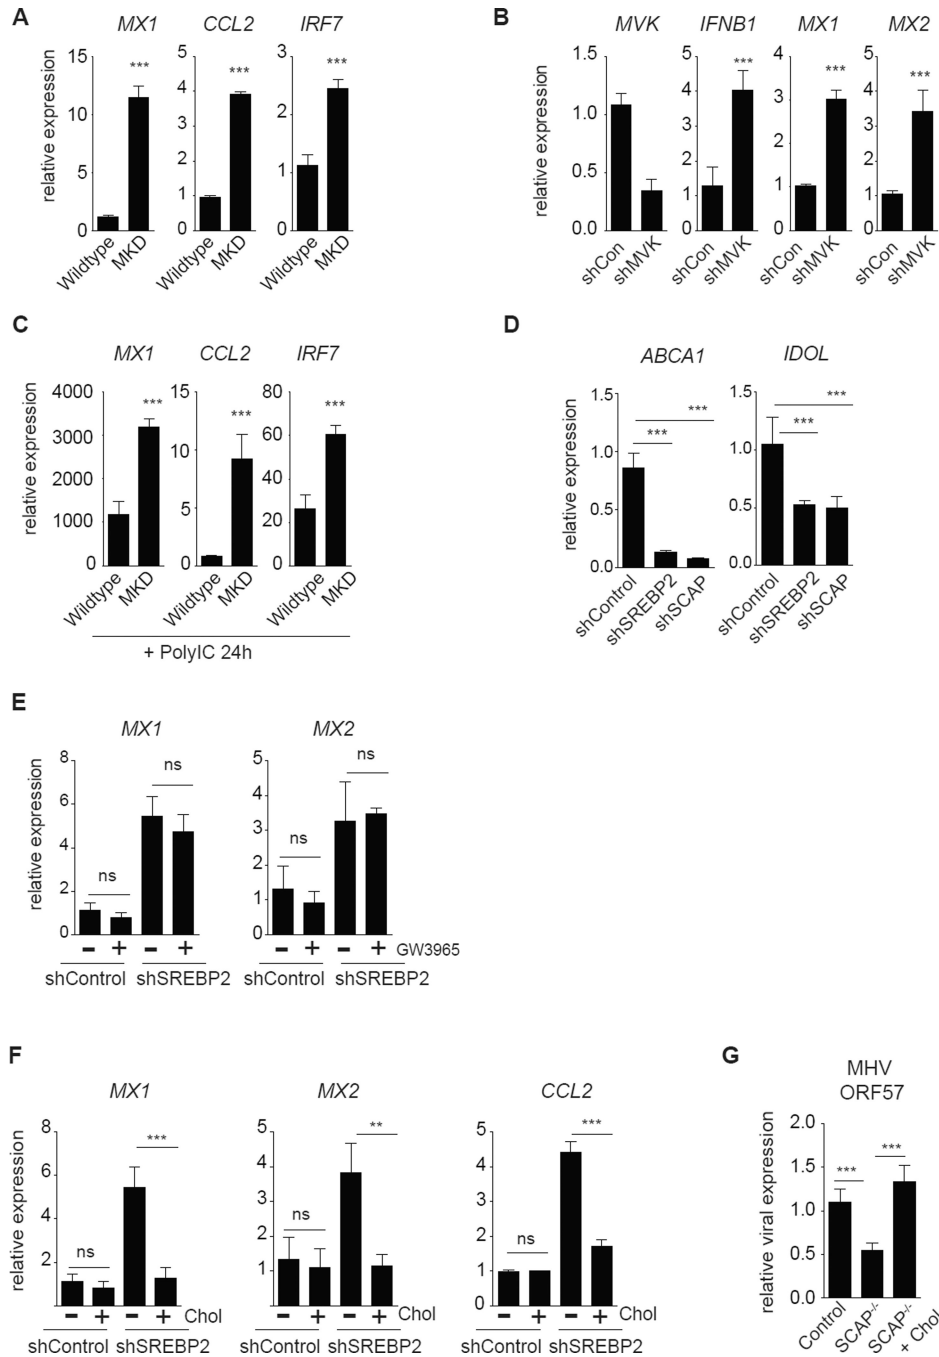 A
MX1
CCL2
IRF7
relative expression
15
10
5
0
***
Wildtype
MKD
4
3
2
1
0
5
***
Wildtype
MKD
3
2
1
0
***
Wildtype
MKD
B
MVK
IFNB1
MX1
MX2
relative expression
1.5
1.0
0.5
0.0
shCon
shMVK
5
4
3
2
1
0
***
shCon
shMVK
4
3
2
1
0
***
shCon
shMVK
5
4
3
2
1
0
***
shCon
shMVK
C
MX1
CCL2
IRF7
relative expression
4000
3000
2000
1000
0
***
Wildtype
MKD
15
10
5
0
***
Wildtype
MKD
80
60
40
20
0
***
Wildtype
MKD
+ PolyIC 24h
D
ABCA1
IDOL
relative expression
1.5
1.0
0.5
0.0
***
***
shControl
shSREBP2
shSCAP
1.5
1.0
0.5
0.0
***
***
shControl
shSREBP2
shSCAP
E
MX1
MX2
relative expression
8
6
4
2
0
ns
ns
- + - +
shControl shSREBP2
5
4
3
2
1
0
ns
ns
- + - + GW3965
shControl shSREBP2
F
MX1
MX2
CCL2
relative expression
8
6
4
2
ns
***
- + - + Chol
shControl shSREBP2
5
4
3
2
1
0
ns
**
- + - + Chol
shControl shSREBP2
5
4
2
1
0
ns
***
- + - + Chol
shControl shSREBP2
G
MHV
ORF57
relative viral expression
2.0
1.5
1.0
0.5
0.0
***
***
Control
SCAP-/-
SCAP-/-
+ Chol